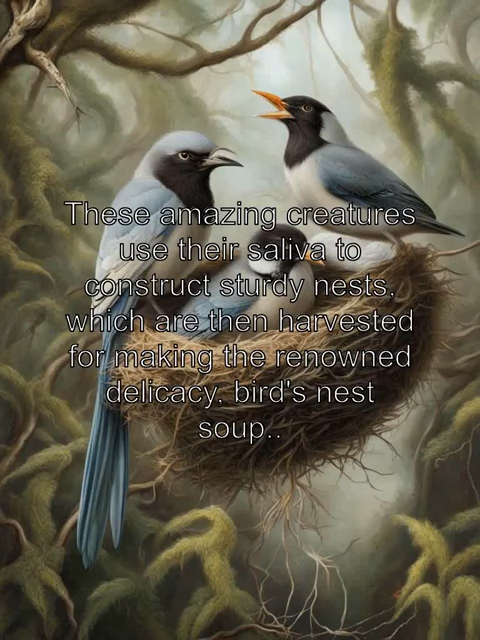 These amazing creatures
use their saliva to
construct sturdy nests,
which are then harvested
for making the renowned
delicacy, bird's nest
soup..